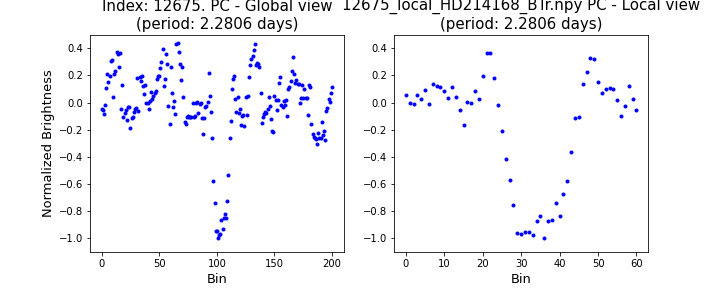 Index: 12675. PC - Global view
(period: 2.2806 days)
12675_local_HD214168_BTr.npy PC - Local view
(period: 2.2806 days)
Normalized Brightness
0.4
0.2
0.0
−0.2
−0.4
−0.6
−0.8
−1.0
0 50 100 150 200
Bin
0.4
0.2
0.0
−0.2
−0.4
−0.6
−0.8
−1.0
0 10 20 30 40 50 60
Bin